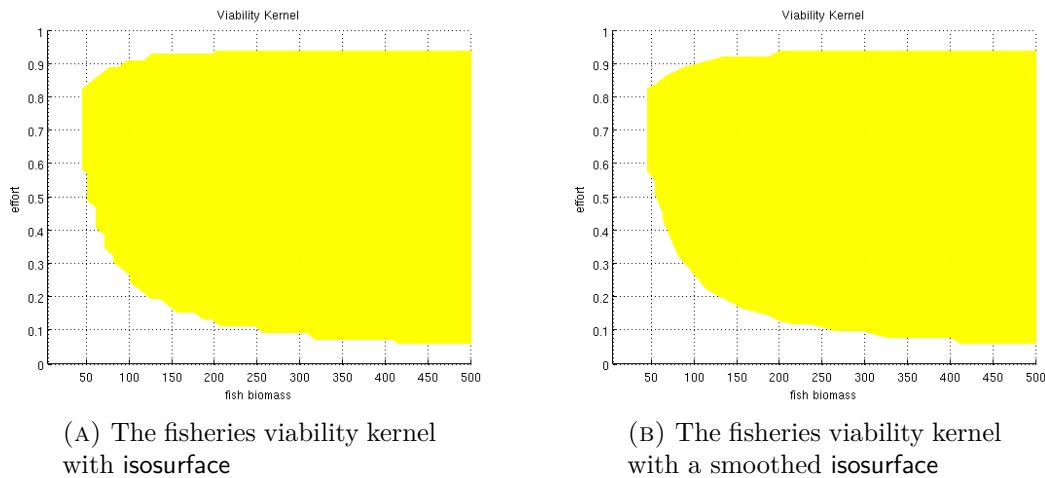 Viability Kernel
1
0.9
0.8
0.7
0.6
0.5
0.4
0.3
0.2
0.1
0
effort
50 100 150 200 250 300 350 400 450 500
fish biomass
(A) The fisheries viability kernel
with isosurface
Viability Kernel
1
0.9
0.8
0.7
0.6
0.5
0.4
0.3
0.2
0.1
0
effort
50 100 150 200 250 300 350 400 450 500
fish biomass
(B) The fisheries viability kernel
with a smoothed isosurface